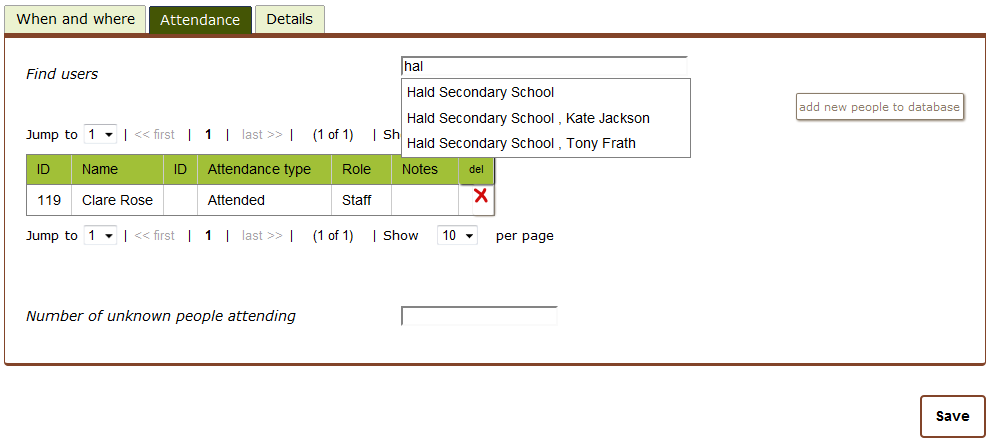 When and where Attendance Details
Find users hal
Hald Secondary School
add new people to database
Hald Secondary School , Kate Jackson
Jump to 1 | << first | 1 | last >> | (1 of 1) | Sh
Hald Secondary School , Tony Frath
ID Name ID Attendance type Role Notes del
119 Clare Rose Attended Staff
Jump to 1 | << first | 1 | last >> | (1 of 1) | Show 10 per page
Number of unknown people attending
Save